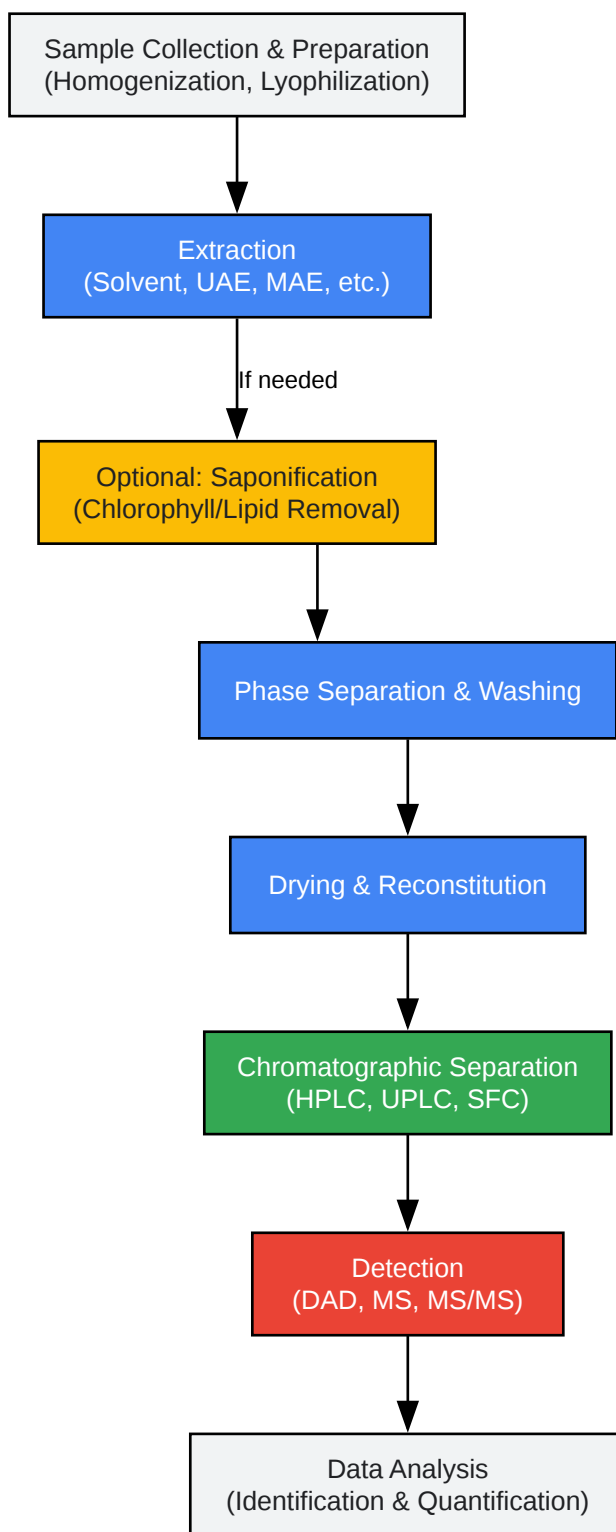 Sample Collection & Preparation
(Homogenization, Lyophilization)
Extraction
(Solvent, UAE, MAE, etc.)
If needed
Optional: Saponification
(Chlorophyll/Lipid Removal)
Phase Separation & Washing
Drying & Reconstitution
Chromatographic Separation
(HPLC, UPLC, SFC)
Detection
(DAD, MS, MS/MS)
Data Analysis
(Identification & Quantification)